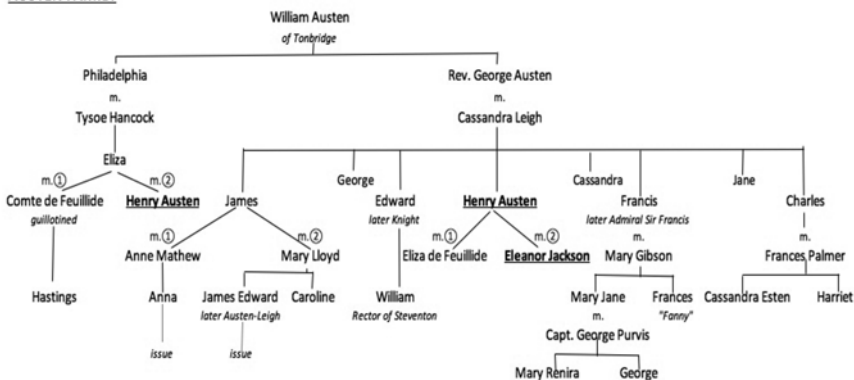 William Austen
of Tonbridge
Philadelphia Rev. George Austen
m. m.
Tysoe Hancock Cassandra Leigh
Eliza
m.① m.② George Cassandra Jane
Comte de Feuillide Henry Austen James Edward Henry Austen Francis Charles
guillotined later Knight later Admiral Sir Francis
m.① m.② m.① m.② m. m.
Anne Mathew Mary Lloyd Eliza de Feuillide Eleanor Jackson Mary Gibson Frances Palmer
Hastings Anna James Edward Caroline William Mary Jane Frances Cassandra Esten Harriet
later Austen-Leigh Rector of Steventon m. "Fanny"
Capt. George Purvis
issue issue
Mary Renira George